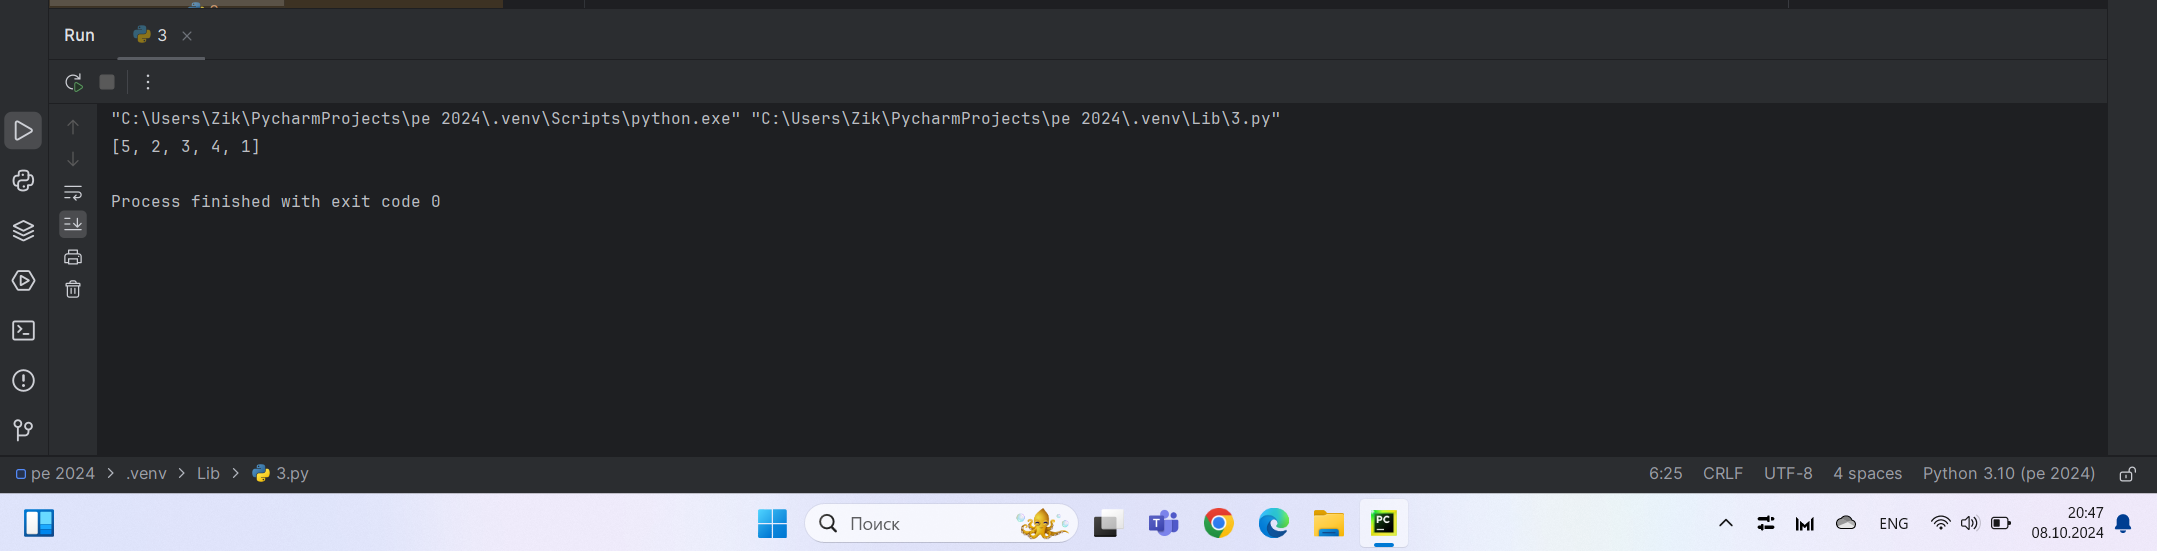 Run
3
"C:\Users\Zik\PycharmProjects\pe 2024\.venv\Scripts\python.exe" "C:\Users\Zik\PycharmProjects\pe 2024\.venv\Lib\3.py"
[5, 2, 3, 4, 1]
Process finished with exit code 0
pe 2024 > .venv > Lib > 3.py
6:25 CRLF UTF-8 4 spaces Python 3.10 (pe 2024)
Поиск
ENG
20:47
08.10.2024